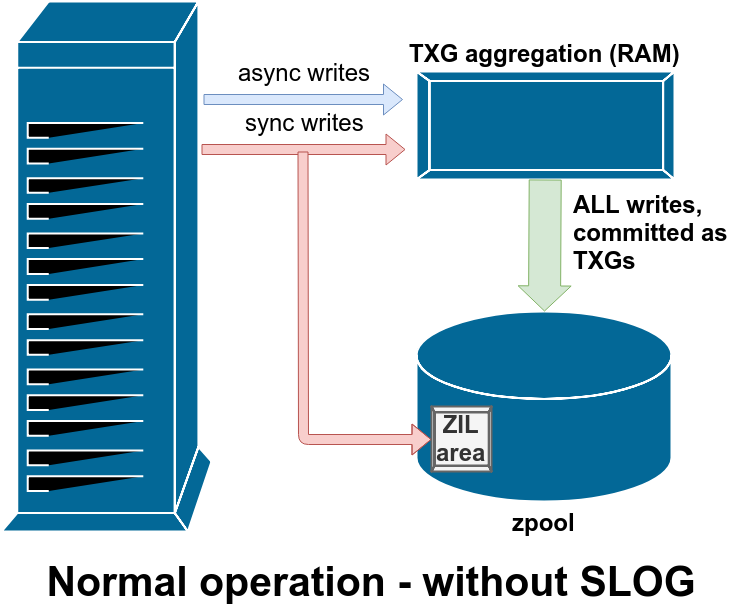 TXG aggregation (RAM)
async writes
sync writes
ALL writes,
committed as
TXGs
ZIL
area
zpool
Normal operation - without SLOG